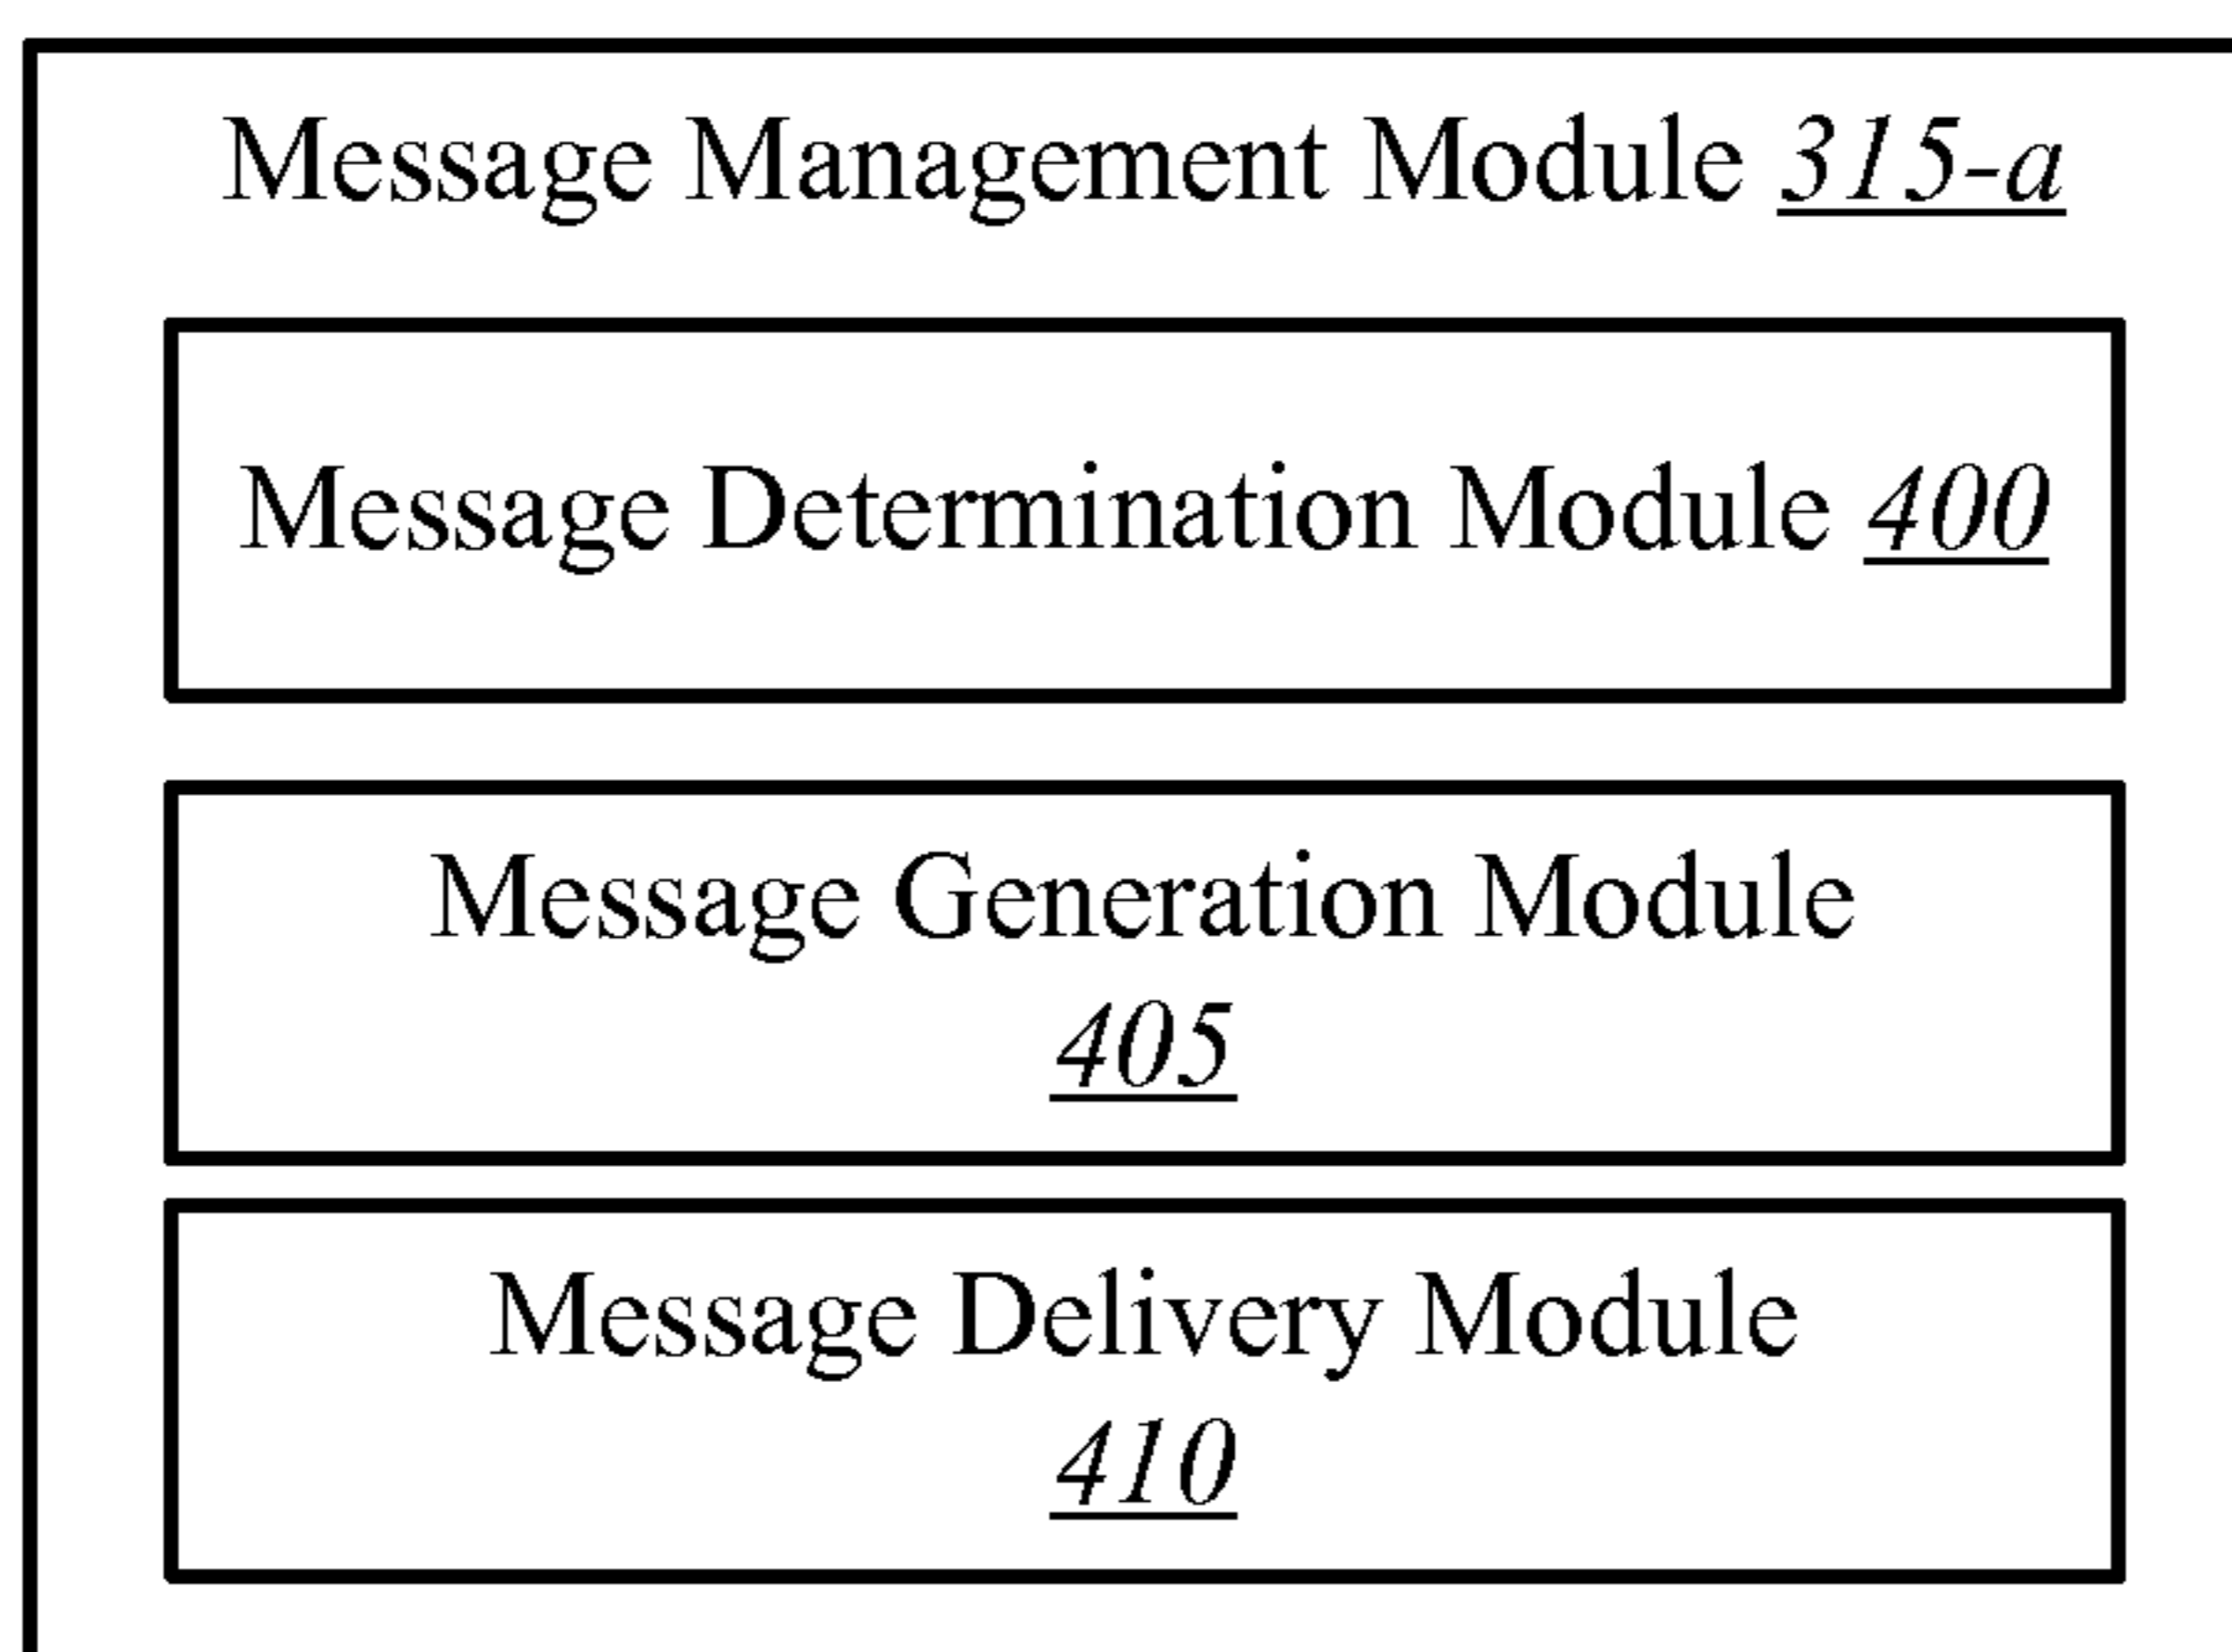 Message Management Module 315-a
Message Determination Module 400
Message Generation Module
405
Message Delivery Module
410